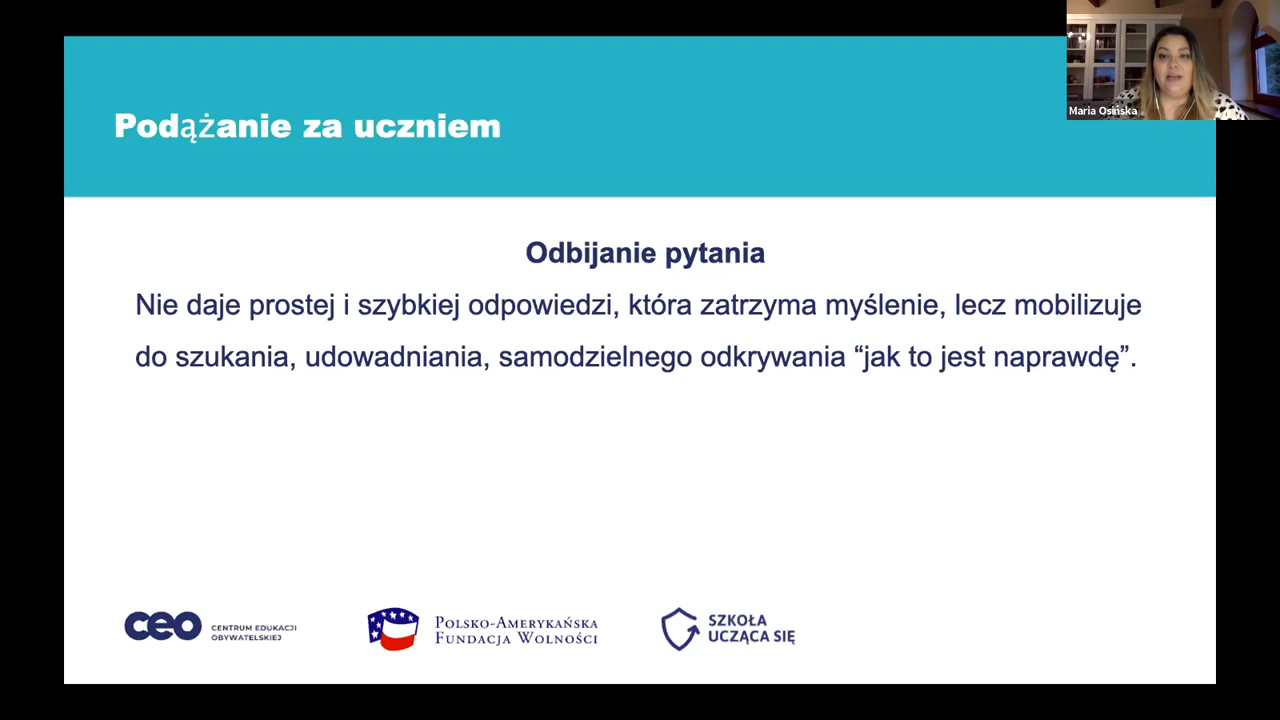 Maria Osińska
Podążanie za uczniem
Odbijanie pytania
Nie daje prostej i szybkiej odpowiedzi, która zatrzyma myślenie, lecz mobilizuje
do szukania, udowadniania, samodzielnego odkrywania “jak to jest naprawdę”.
ceo
CENTRUM EDUKACJI
OBYWATELSKIEJ
POLSKO-AMERYKAŃSKA
FUNDACJA WOLNOŚCI
SZKOŁA
UCZĄCA SIĘ